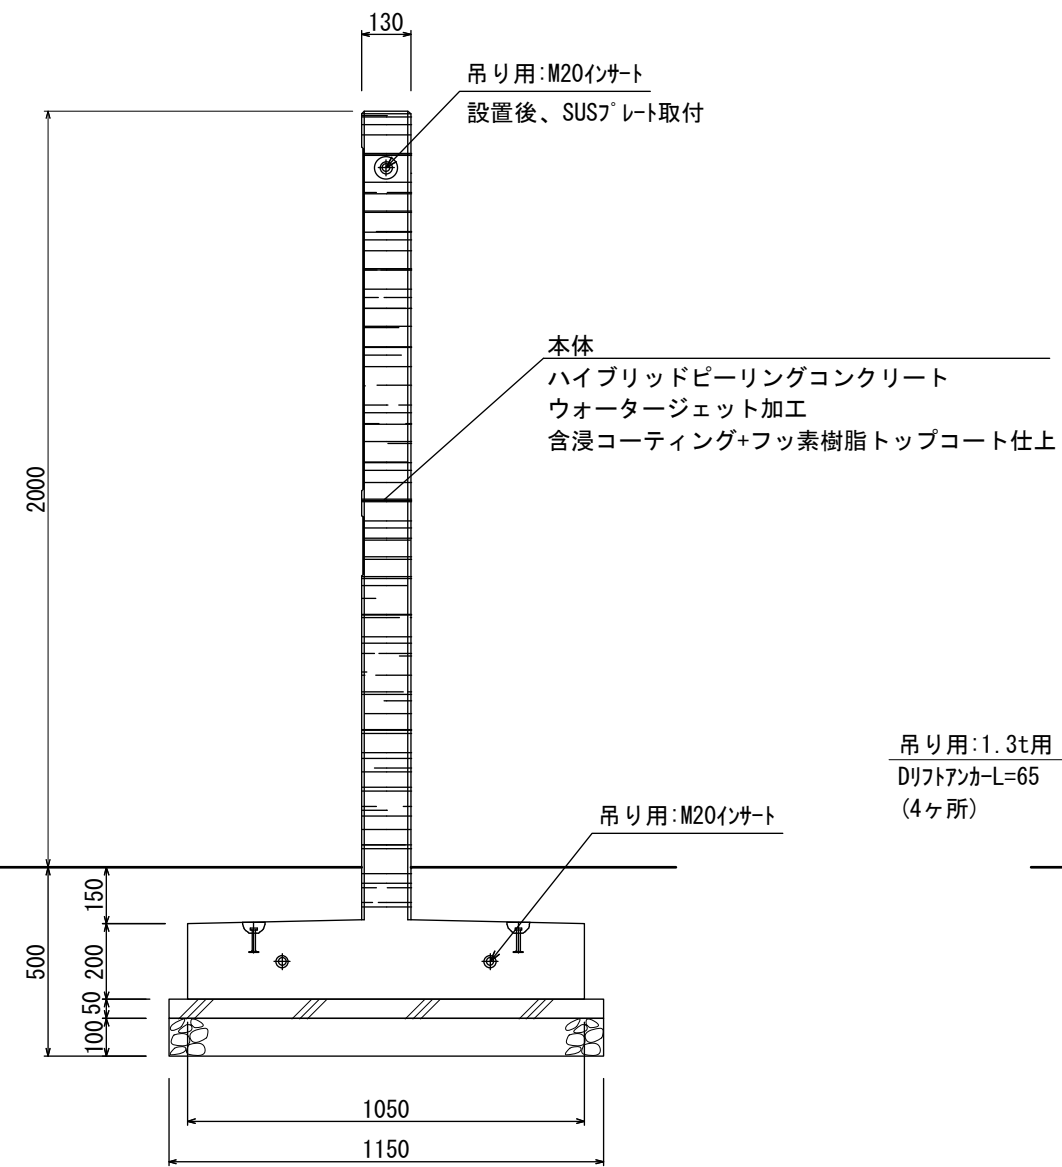 130
吊り用:M20インサート
設置後、SUSプレート取付
本体
ハイブリッドピーリングコンクリート
ウォータージェット加工
含浸コーティング+フッ素樹脂トップコート仕上
2000
吊り用:1.3t用
DリフトアンカーL=65
(4ヶ所)
吊り用:M20インサート
150
500
200
50
100
1050
1150